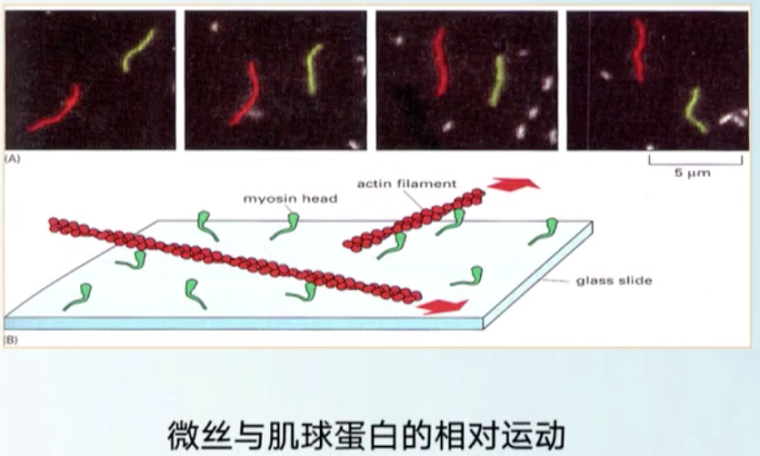 (A)
5 μm
actin filament
myosin head
glass slide
(B)
微丝与肌球蛋白的相对运动